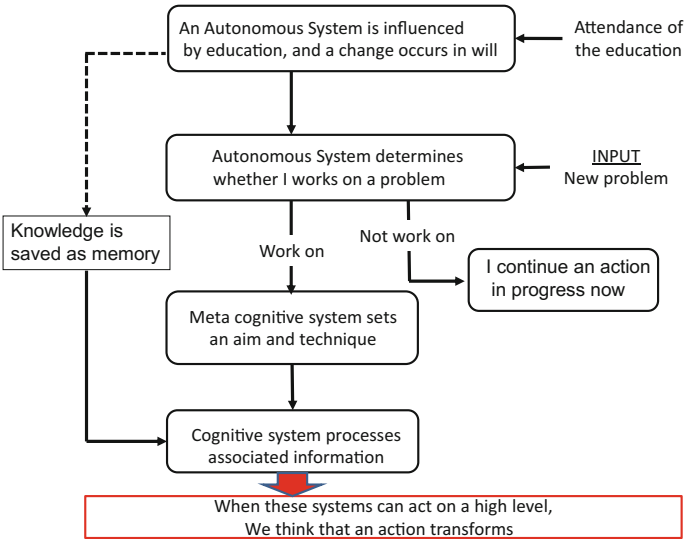 An Autonomous System is influenced
by education, and a change occurs in will
Attendance of
the education
Autonomous System determines
whether I works on a problem
INPUT
New problem
Knowledge is
saved as memory
Work on
Not work on
I continue an action
in progress now
Meta cognitive system sets
an aim and technique
Cognitive system processes
associated information
When these systems can act on a high level,
We think that an action transforms